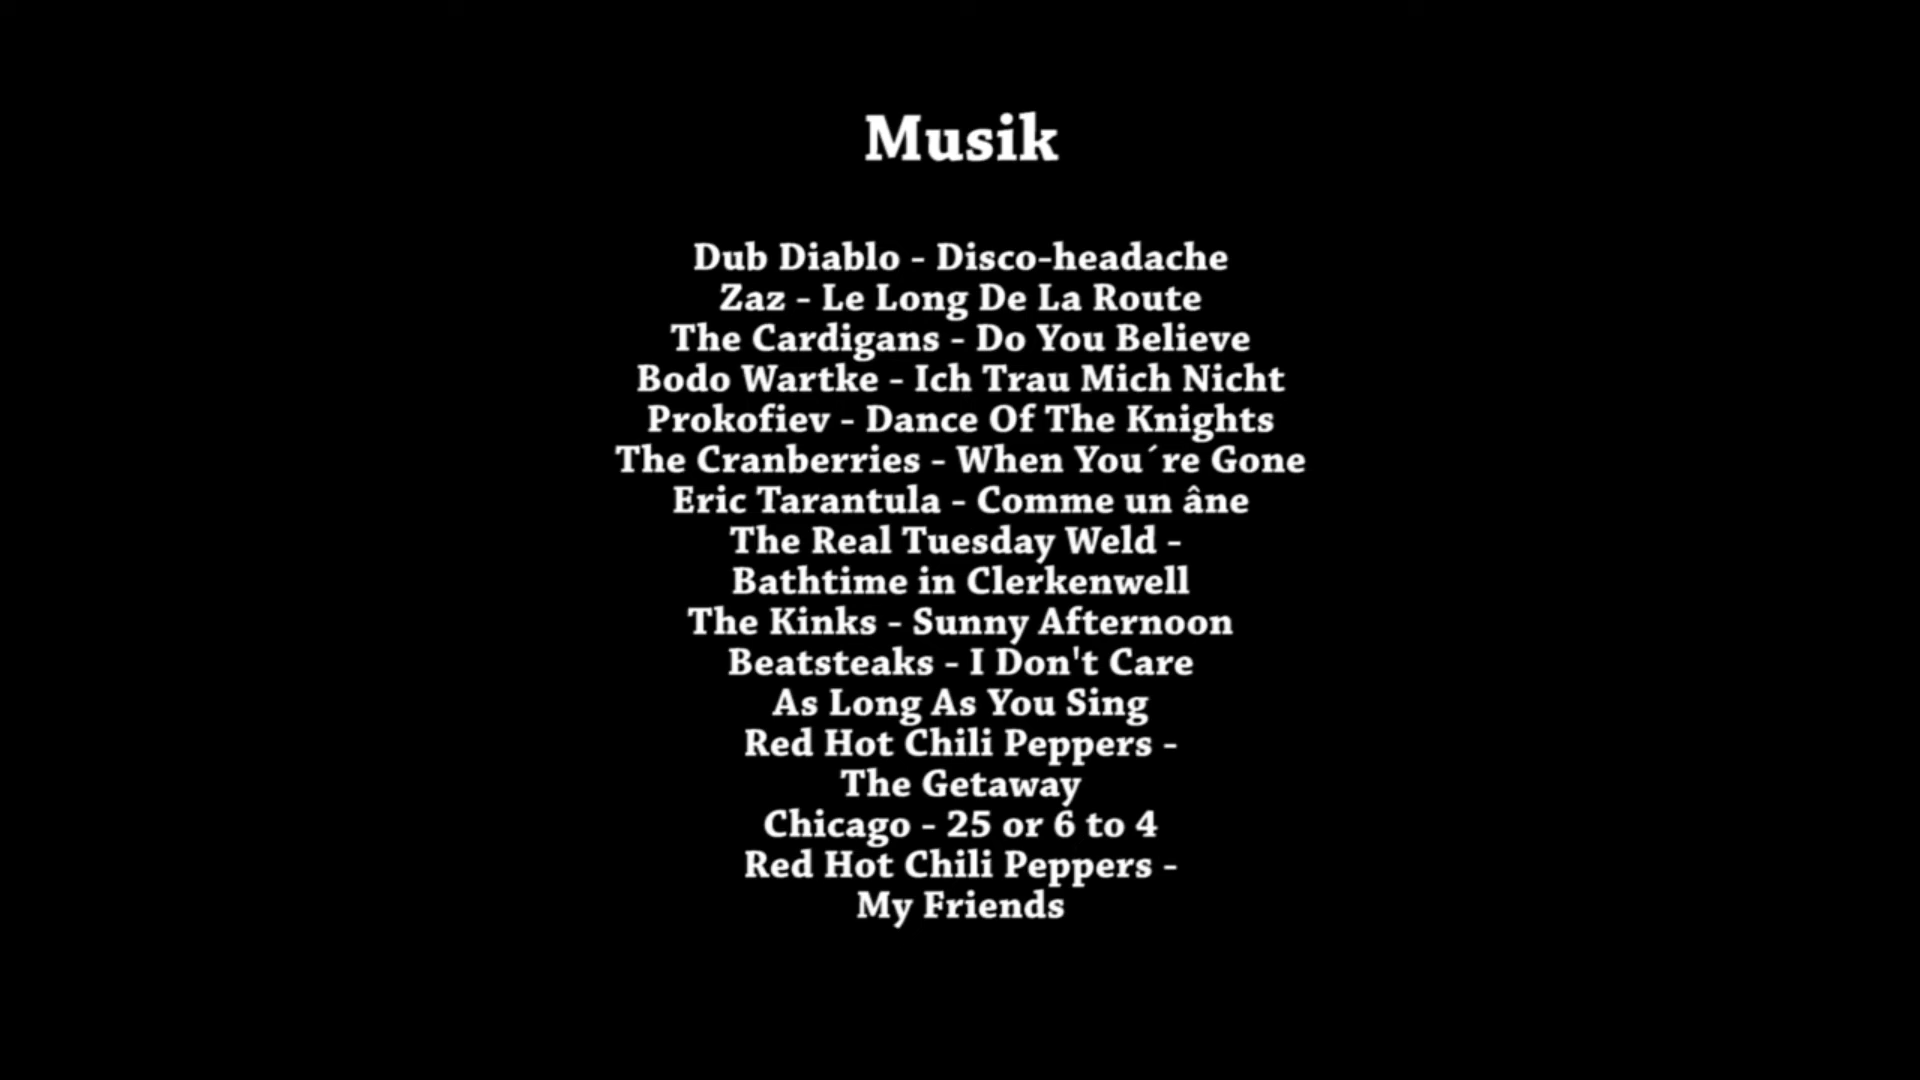 Musik
Dub Diablo - Disco-headache
Zaz - Le Long De La Route
The Cardigans - Do You Believe
Bodo Wartke - Ich Trau Mich Nicht
Prokofiev - Dance Of The Knights
The Cranberries - When You´re Gone
Eric Tarantula - Comme un âne
The Real Tuesday Weld -
Bathtime in Clerkenwell
The Kinks - Sunny Afternoon
Beatsteaks - I Don't Care
As Long As You Sing
Red Hot Chili Peppers -
The Getaway
Chicago - 25 or 6 to 4
Red Hot Chili Peppers -
My Friends